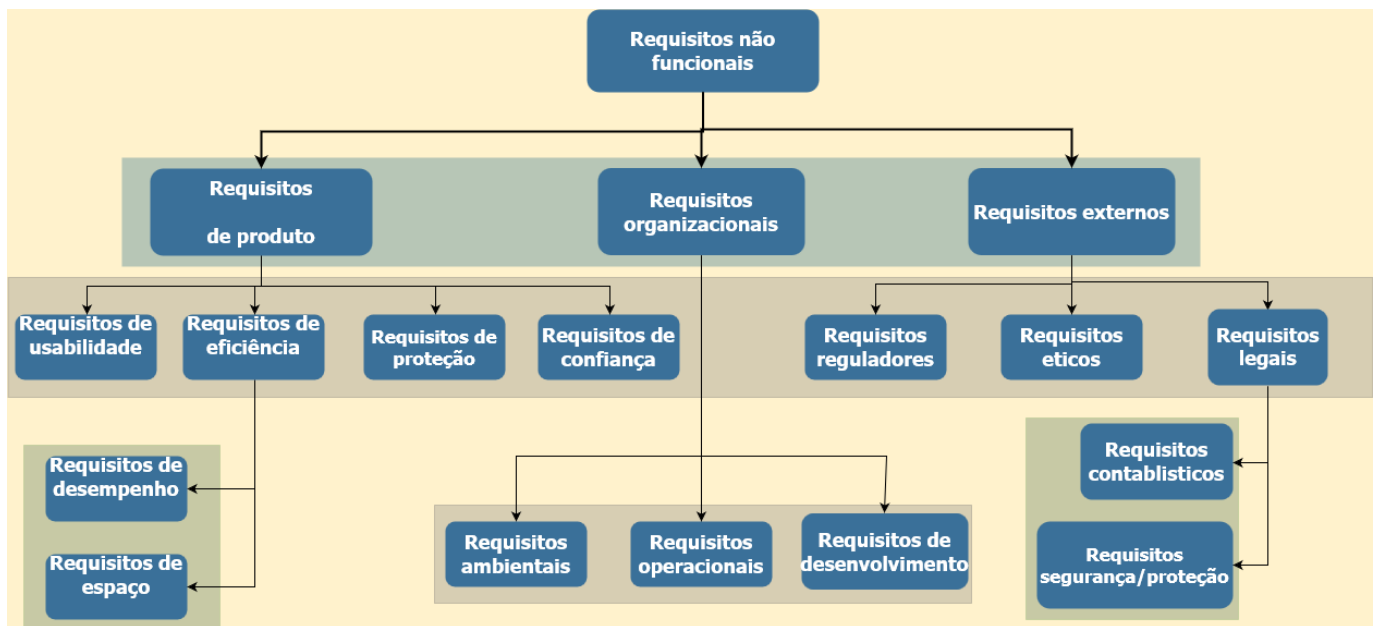 Requisitos não
funcionais
Requisitos
de produto
Requisitos
organizacionais
Requisitos externos
Requisitos de
usabilidade
Requisitos de
eficiência
Requisitos de
proteção
Requisitos de
confiança
Requisitos
reguladores
Requisitos
eticos
Requisitos
legais
Requisitos de
desempenho
Requisitos de
espaço
Requisitos
ambientais
Requisitos
operacionais
Requisitos de
desenvolvimento
Requisitos
contablisticos
Requisitos
segurança/proteção